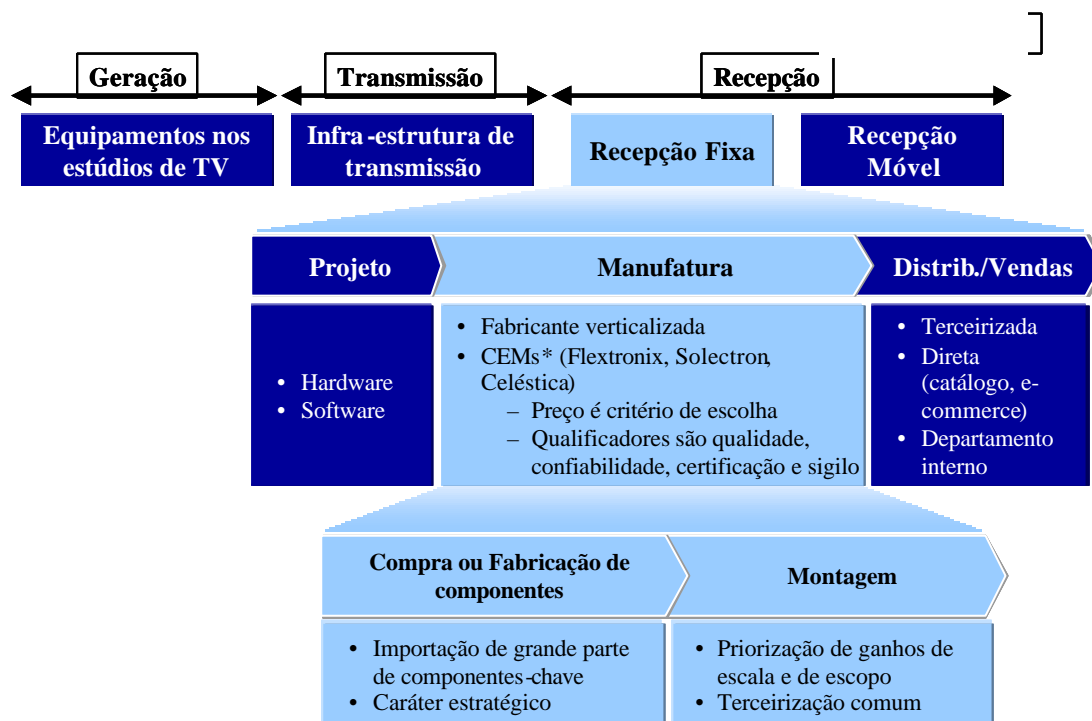 Geração
Transmissão
Recepção
Equipamentos nos
estúdios de TV
Infra-estrutura de
transmissão
Recepção Fixa
Recepção
Móvel
Projeto
Manufatura
Distrib./Vendas
• Hardware
• Software
• Fabricante verticalizada
• CEMs* (Flextronix, Solectron,
Celéstica)
– Preço é critério de escolha
– Qualificadores são qualidade,
confiabilidade, certificação e sigilo
• Terceirizada
• Direta
(catálogo, e-
commerce)
• Departamento
interno
Compra ou Fabricação de
componentes
Montagem
• Importação de grande parte
de componentes-chave
• Caráter estratégico
• Priorização de ganhos de
escala e de escopo
• Terceirização comum